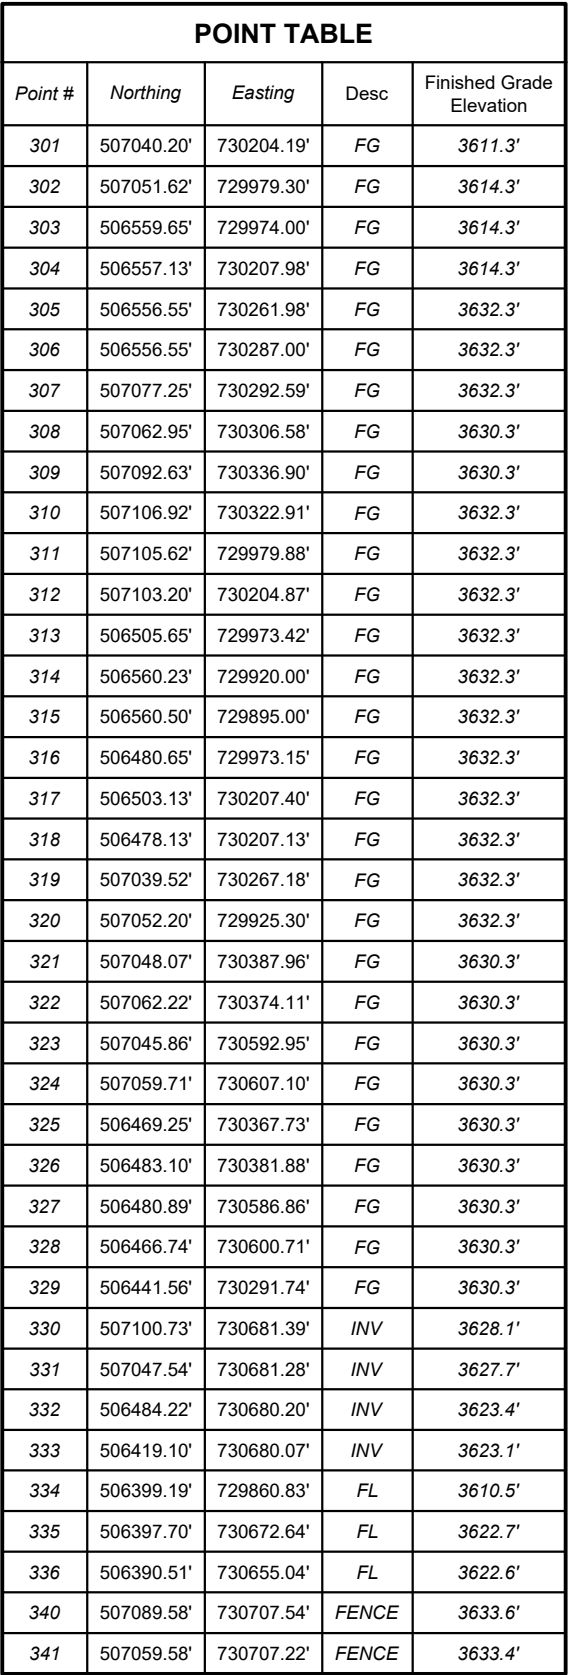 POINT TABLE
Point # Northing Easting Desc Finished Grade Elevation
301 507040.20' 730204.19' FG 3611.3'
302 507051.62' 729979.30' FG 3614.3'
303 506559.65' 729974.00' FG 3614.3'
304 506557.13' 730207.98' FG 3614.3'
305 506556.55' 730261.98' FG 3632.3'
306 506556.55' 730287.00' FG 3632.3'
307 507077.25' 730292.59' FG 3632.3'
308 507062.95' 730306.58' FG 3630.3'
309 507092.63' 730336.90' FG 3630.3'
310 507106.92' 730322.91' FG 3632.3'
311 507105.62' 729979.88' FG 3632.3'
312 507103.20' 730204.87' FG 3632.3'
313 506505.65' 729973.42' FG 3632.3'
314 506560.23' 729920.00' FG 3632.3'
315 506560.50' 729895.00' FG 3632.3'
316 506480.65' 729973.15' FG 3632.3'
317 506503.13' 730207.40' FG 3632.3'
318 506478.13' 730207.13' FG 3632.3'
319 507039.52' 730267.18' FG 3632.3'
320 507052.20' 729925.30' FG 3632.3'
321 507048.07' 730387.96' FG 3630.3'
322 507062.22' 730374.11' FG 3630.3'
323 507045.86' 730592.95' FG 3630.3'
324 507059.71' 730607.10' FG 3630.3'
325 506469.25' 730367.73' FG 3630.3'
326 506483.10' 730381.88' FG 3630.3'
327 506480.89' 730586.86' FG 3630.3'
328 506466.74' 730600.71' FG 3630.3'
329 506441.56' 730291.74' FG 3630.3'
330 507100.73' 730681.39' INV 3628.1'
331 507047.54' 730681.28' INV 3627.7'
332 506484.22' 730680.20' INV 3623.4'
333 506419.10' 730680.07' INV 3623.1'
334 506399.19' 729860.83' FL 3610.5'
335 506397.70' 730672.64' FL 3622.7'
336 506390.51' 730655.04' FL 3622.6'
340 507089.58' 730707.54' FENCE 3633.6'
341 507059.58' 730707.22' FENCE 3633.4'